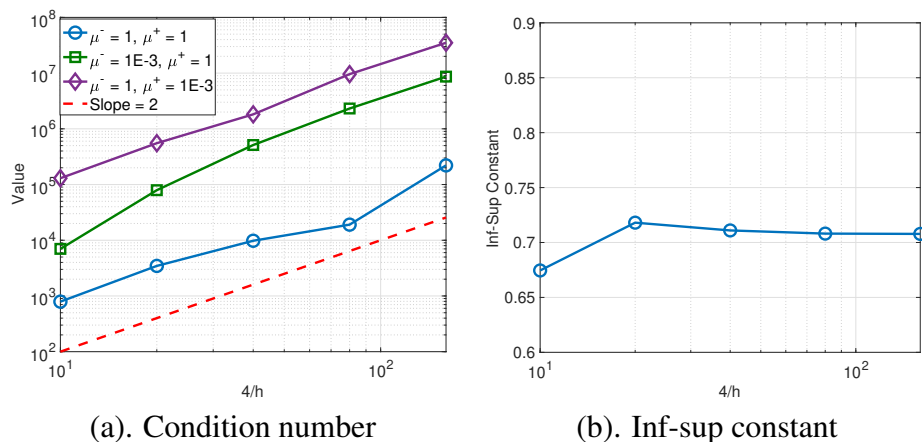 10^8
10^7
10^6
10^5
10^4
10^3
10^2
Value
μ^- = 1, μ^+ = 1
μ^- = 1E-3, μ^+ = 1
μ^- = 1, μ^+ = 1E-3
Slope = 2
10^1
10^2
4/h
(a). Condition number
0.9
0.85
0.8
0.75
0.7
0.65
0.6
Inf-Sup Constant
10^1
10^2
4/h
(b). Inf-sup constant